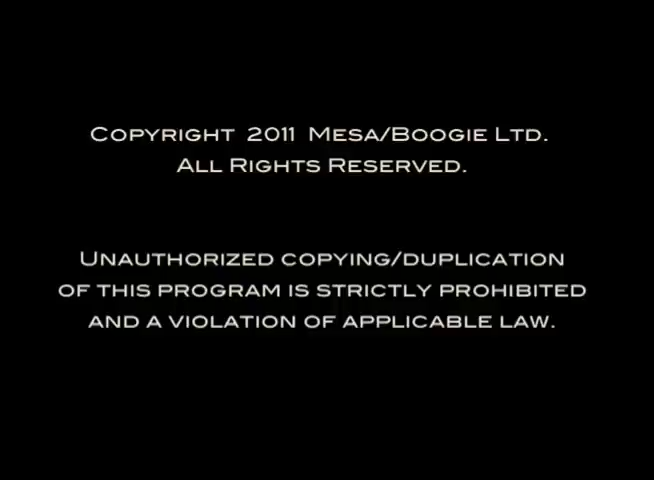 Copyright 2011 Mesa/Boogie Ltd.
All Rights Reserved.
Unauthorized copying/duplication
of this program is strictly prohibited
and a violation of applicable law.